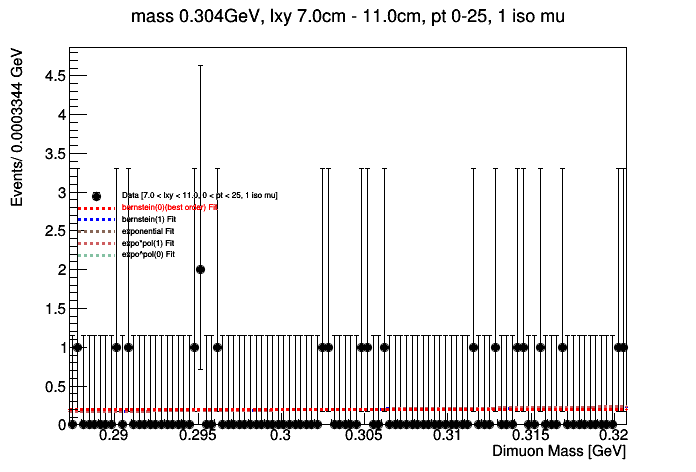 mass 0.304GeV, lxy 7.0cm - 11.0cm, pt 0-25, 1 iso mu
Events/ 0.0003344 GeV
4.5
4
3.5
3
2.5
2
1.5
1
0.5
0
Data [7.0 < lxy < 11.0, 0 < pt < 25, 1 iso mu]
bernstein(0)(best order) Fit
bernstein(1) Fit
exponential Fit
expo*pol(1) Fit
expo^pol(0) Fit
0.29 0.295 0.3 0.305 0.31 0.315 0.32
Dimuon Mass [GeV]